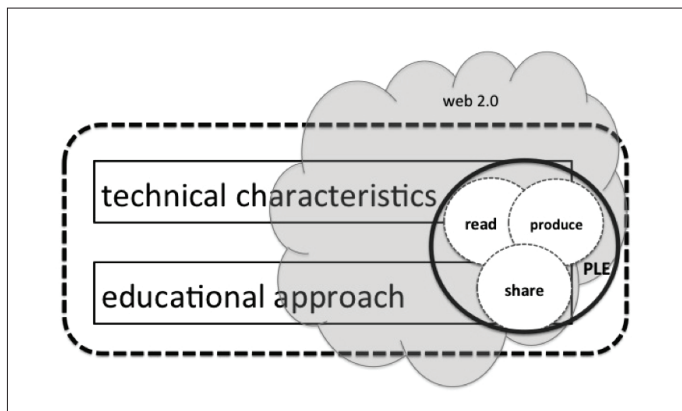 web 2.0
technical characteristics
read
produce
PLE
share
educational approach